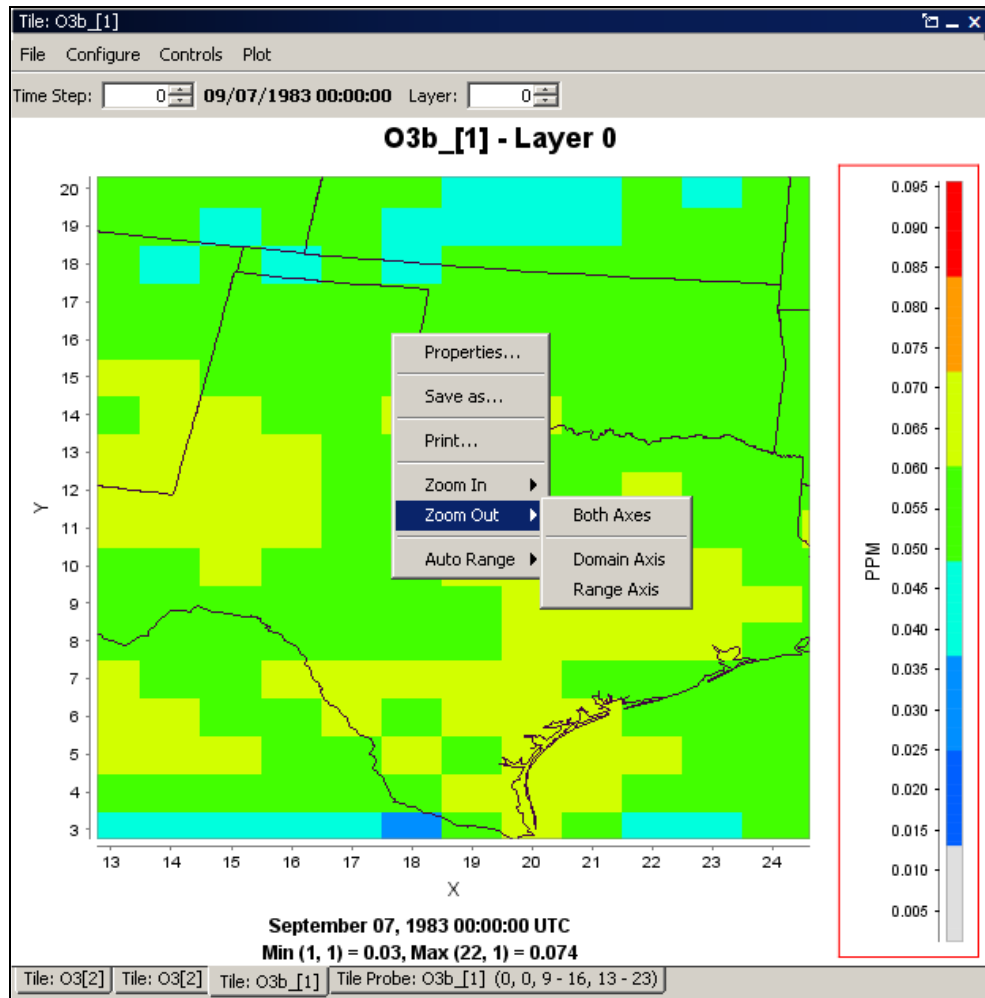 Tile: O3b_[1]
File Configure Controls Plot
Time Step: 0 09/07/1983 00:00:00 Layer: 0
O3b_[1] - Layer 0
20
19
18
17
16
15
14
13
12
11
10
9
8
7
6
5
4
3
Y
Properties...
Save as...
Print...
Zoom In
Zoom Out
Auto Range
Both Axes
Domain Axis
Range Axis
13 14 15 16 17 18 19 20 21 22 23 24
X
0.095
0.090
0.085
0.080
0.075
0.070
0.065
0.060
0.055
0.050
0.045
0.040
0.035
0.030
0.025
0.020
0.015
0.010
0.005
PPM
September 07, 1983 00:00:00 UTC
Min (1, 1) = 0.03, Max (22, 1) = 0.074
Tile: O3[2] Tile: O3[2] Tile: O3b_[1] Tile Probe: O3b_[1] (0, 0, 9 - 16, 13 - 23)